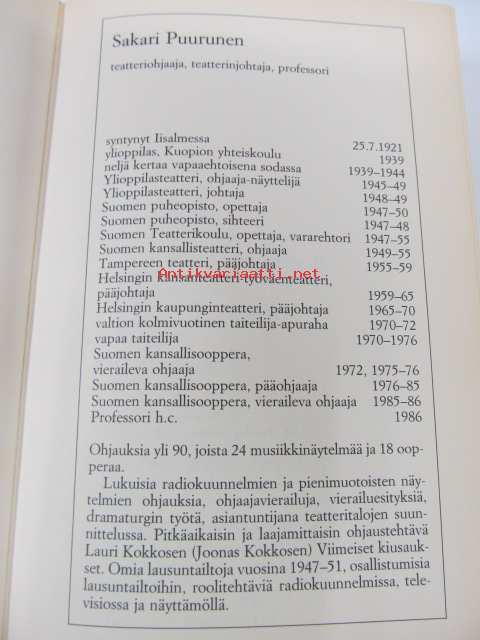 Sakari Puurunen
teatteriohjaaja, teatterinjohtaja, professori
syntynyt Iisalmessa 25.7.1921
ylioppilas, Kuopion yhteiskoulu 1939
neljä kertaa vapaaehtoisena sodassa 1939–1944
Ylioppilasteatteri, ohjaaja-näyttelijä 1945–49
Ylioppilasteatteri, johtaja 1948–49
Suomen puheopisto, opettaja 1947–50
Suomen puheopisto, sihteeri 1947–48
Suomen Teatterikoulu, opettaja, vararehtori 1947–55
Suomen kansallisteatteri, ohjaaja 1949–55
Tampereen teatteri, pääjohtaja 1955–59
Antikvariaatti.net
Helsingin kansanteatteri-työväenteatteri,
pääjohtaja 1959–65
Helsingin kaupunginteatteri, pääjohtaja 1965–70
valtion kolmivuotinen taiteilija-apuraha 1970–72
vapaa taiteilija 1970–1976
Suomen kansallisooppera,
vieraileva ohjaaja 1972, 1975–76
Suomen kansallisooppera, pääohjaaja 1976–85
Suomen kansallisooppera, vieraileva ohjaaja 1985–86
Professori h.c. 1986
Ohjauksia yli 90, joista 24 musiikkinäytelmää ja 18 oop-
peraa.
Lukuisia radiokuunnelmien ja pienimuotoisten näy-
telmien ohjauksia, ohjaajavierailuja, vierailuesityksiä,
dramaturgin työtä, asiantuntijana teatteritalojen suun-
nittelussa. Pitkäaikaisin ja laajamittaisin ohjaustehtävä
Lauri Kokkosen (Joonas Kokkosen) Viimeiset kiusauk-
set. Omia lausuntailtoja vuosina 1947–51, osallistumisia
lausuntailtoihin, roolitehtäviä radiokuunnelmissa, tele-
visiossa ja näyttämöllä.